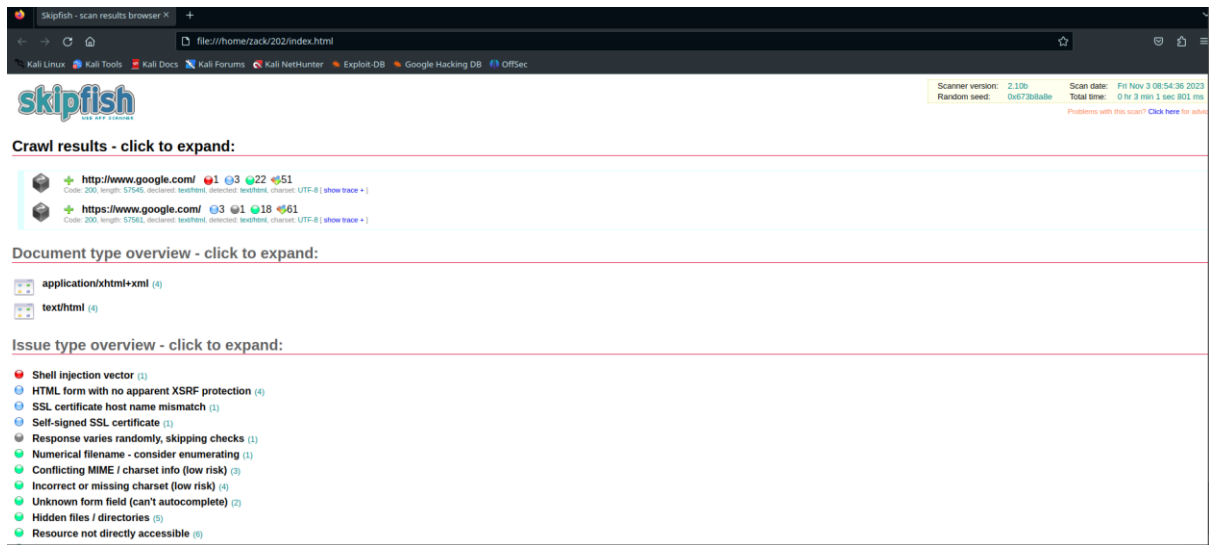 Skipfish - scan results browser × +
file:///home/zack/202/index.html
Kali Linux Kali Tools Kali Docs Kali Forums Kali NetHunter Exploit-DB Google Hacking DB OffSec
skipfish
WEB APP SCANNER
Scanner version: 2.10b Scan date: Fri Nov 3 08:54:36 2023
Random seed: 0x673b8a8e Total time: 0 hr 3 min 1 sec 801 ms
Problems with this scan? Click here for advic
Crawl results - click to expand:
http://www.google.com/ 1 3 22 51
Code: 200, length: 57545, declared: text/html, detected: text/html, charset: UTF-8 [ show trace + ]
https://www.google.com/ 3 1 18 61
Code: 200, length: 57561, declared: text/html, detected: text/html, charset: UTF-8 [ show trace + ]
Document type overview - click to expand:
application/xhtml+xml (4)
text/html (4)
Issue type overview - click to expand:
Shell injection vector (1)
HTML form with no apparent XSRF protection (4)
SSL certificate host name mismatch (1)
Self-signed SSL certificate (1)
Response varies randomly, skipping checks (1)
Numerical filename - consider enumerating (1)
Conflicting MIME / charset info (low risk) (3)
Incorrect or missing charset (low risk) (4)
Unknown form field (can't autocomplete) (2)
Hidden files / directories (5)
Resource not directly accessible (6)